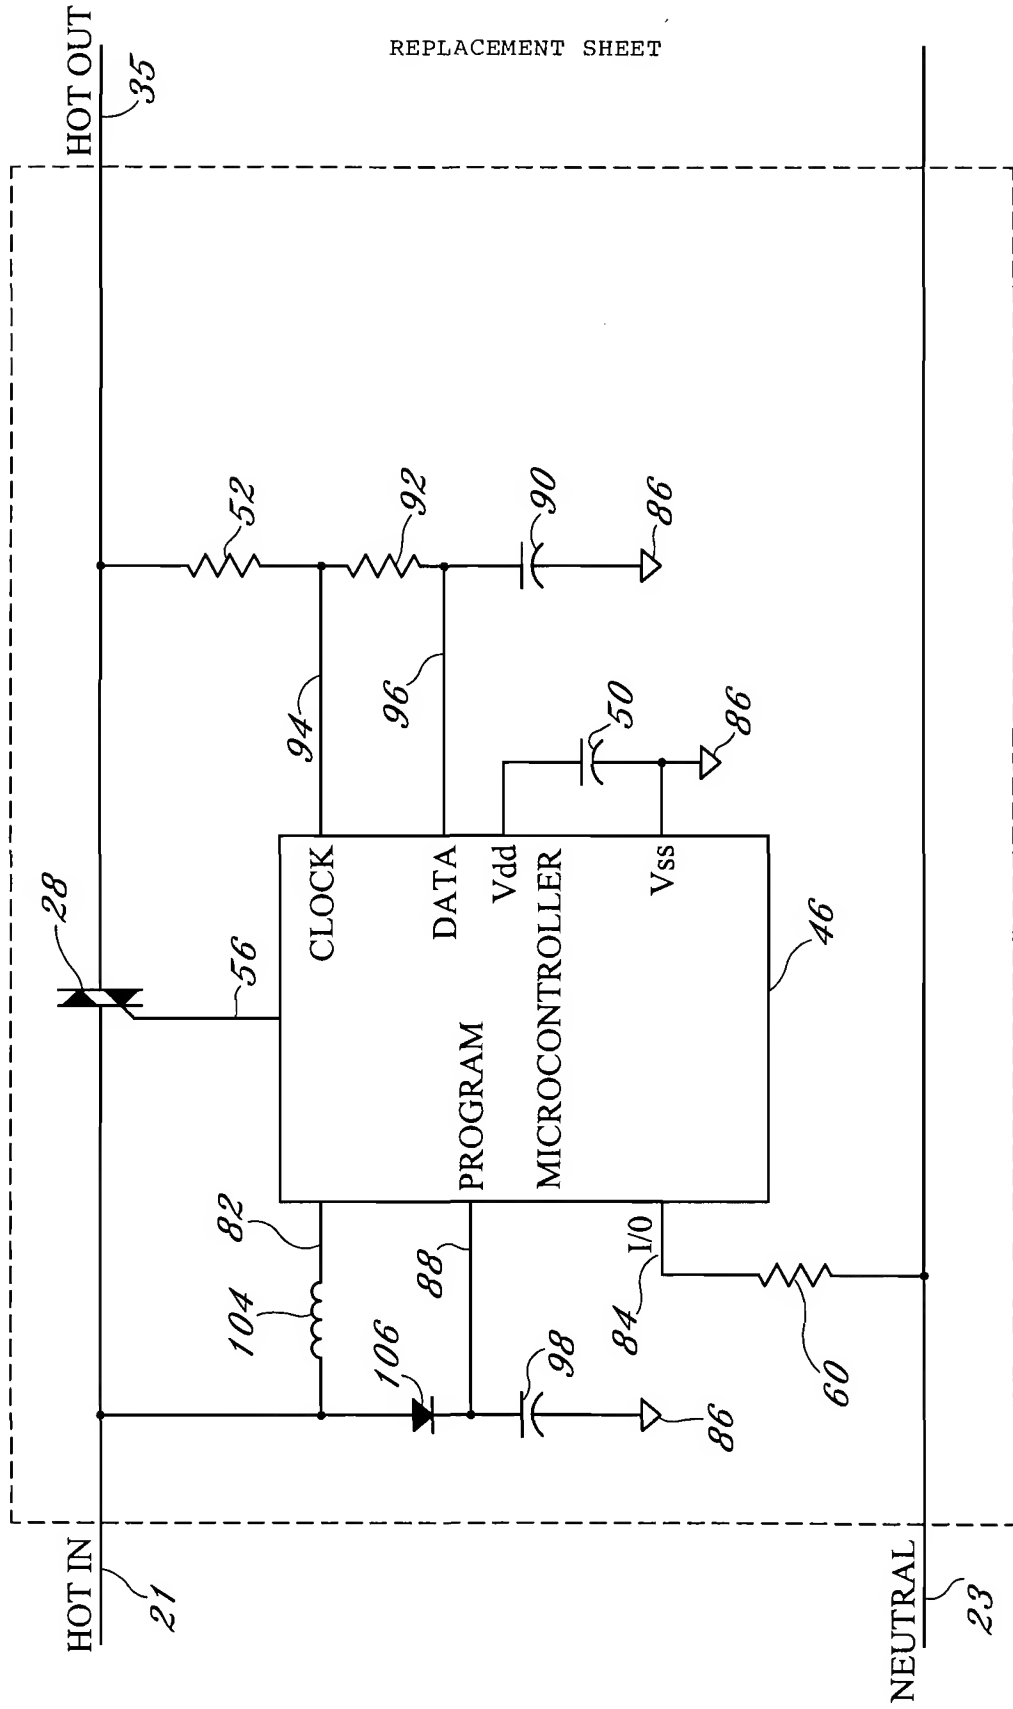 REPLACEMENT SHEET
HOT IN
21
HOT OUT
35
28
56
82
104
106
88
98
86
I/0
84
60
PROGRAM
MICROCONTROLLER
CLOCK
DATA
Vdd
Vss
46
94
96
50
86
52
92
90
86
NEUTRAL
23